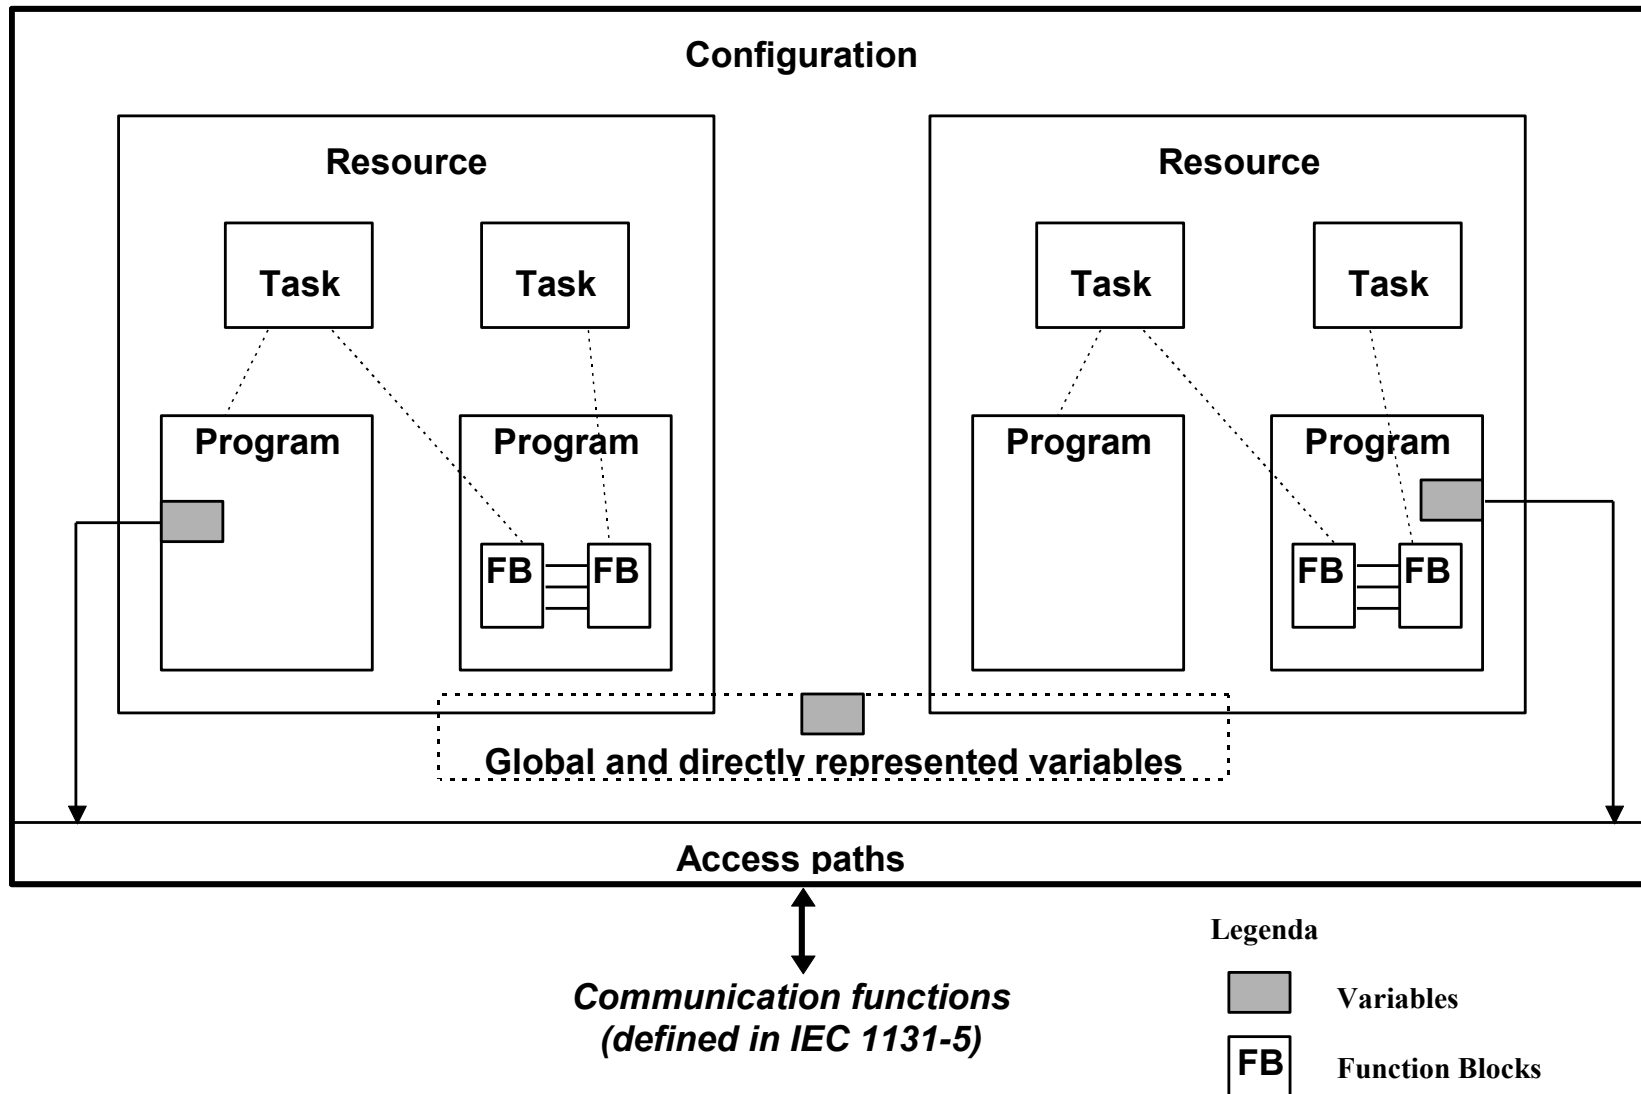 Configuration
Resource
Resource
Task
Task
Task
Task
Program
Program
Program
Program
FB
FB
FB
FB
Global and directly represented variables
Access paths
Communication functions
(defined in IEC 1131-5)
Legenda
Variables
FB
Function Blocks